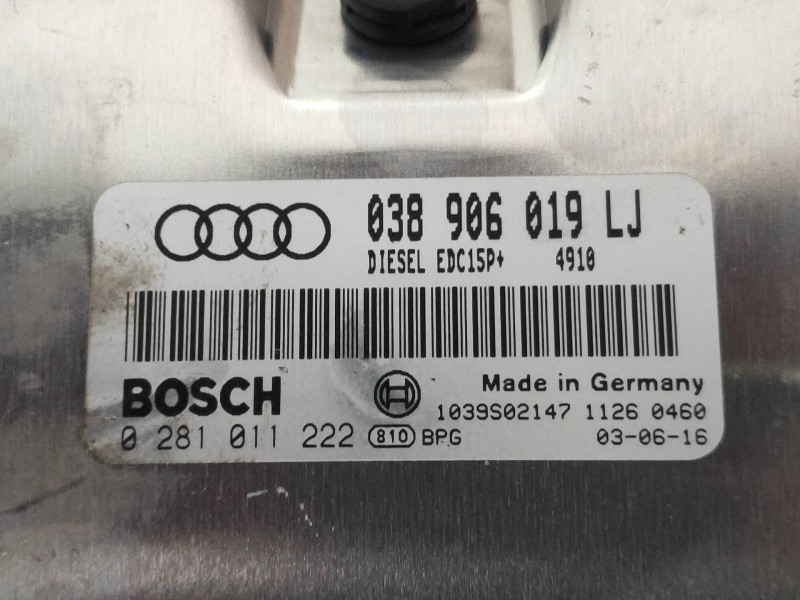 038 906 019 LJ
DIESEL EDC15P+ 4910
BOSCH
Made in Germany
1039S02147 1126 0460
0 281 011 222 810 BPG 03-06-16